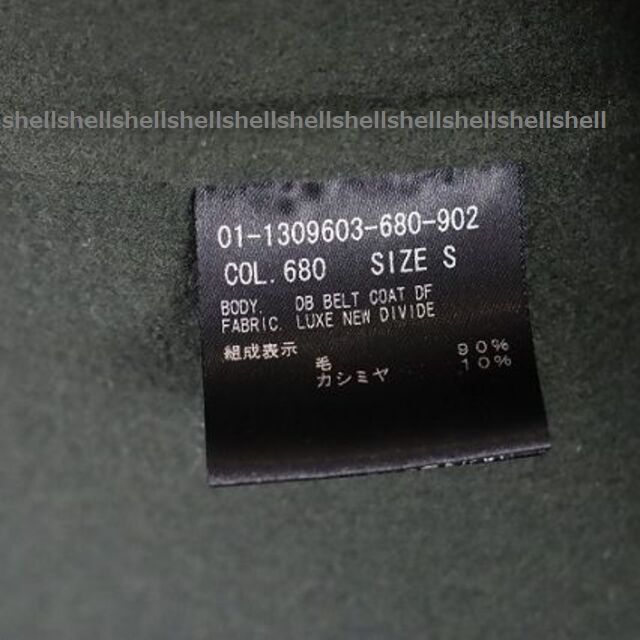 shellshellshellshellshellshellshellshellshellshellshell
01-1309603-680-902
COL. 680 SIZE S
BODY. DB BELT COAT DF
FABRIC. LUXE NEW DIVIDE
組成表示
毛 90%
カシミヤ 10%